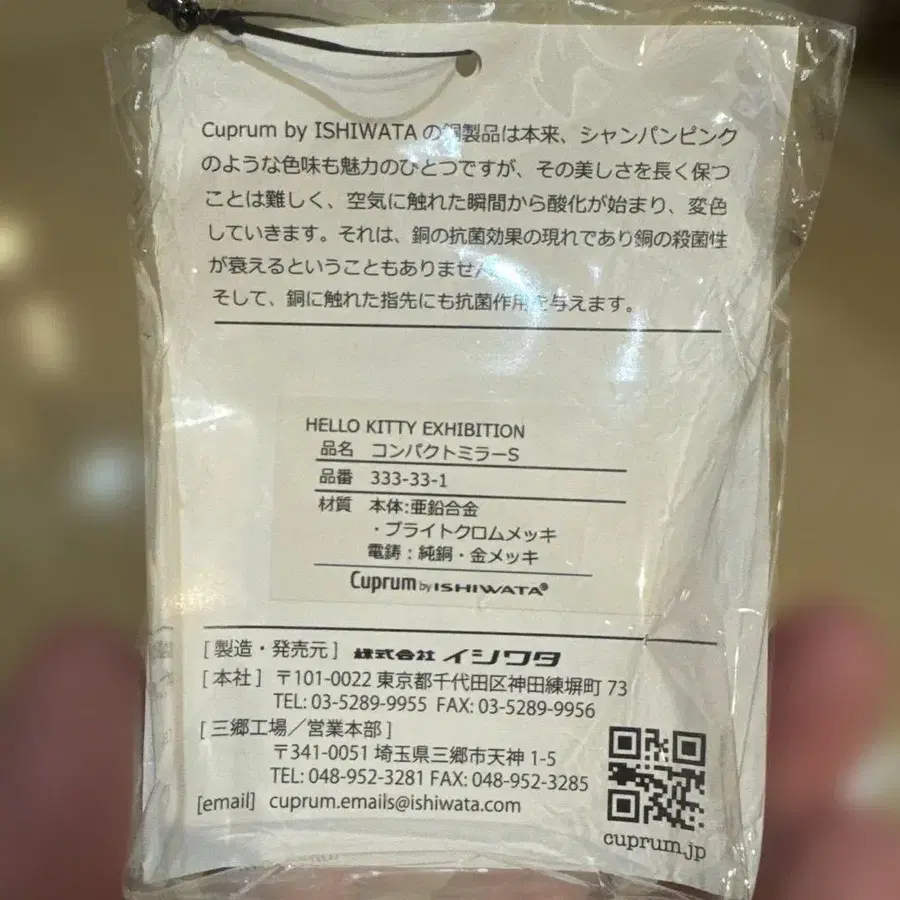 Cuprum by ISHIWATAの銅製品は本来、シャンパンピンク
のような色味も魅力のひとつですが、その美しさを長く保つ
ことは難しく、空気に触れた瞬間から酸化が始まり、変色
していきます。それは、銅の抗菌効果の現れであり銅の殺菌性
が衰えるということもありません
そして、銅に触れた指先にも抗菌作用を与えます。
HELLO KITTY EXHIBITION
品名 コンパクトミラーS
品番 333-33-1
材質 本体:亜鉛合金
・ブライトクロムメッキ
電鋳:純銅・金メッキ
Cuprum by ISHIWATA®
[ 製造・発売元 ] 株式会社 イシワタ
[ 本社 ] 〒101-0022 東京都千代田区神田練塀町 73
TEL: 03-5289-9955 FAX: 03-5289-9956
[ 三郷工場/営業本部 ]
〒341-0051 埼玉県三郷市天神 1-5
TEL: 048-952-3281 FAX: 048-952-3285
[email] cuprum.emails@ishiwata.com
cuprum.jp